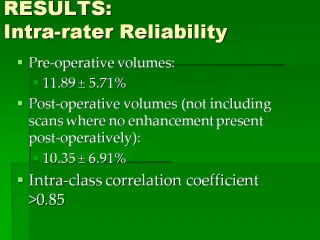 RESULTS:
Intra-rater Reliability
Pre-operative volumes:
11.89 ± 5.71%
Post-operative volumes (not including
scans where no enhancement present
post-operatively):
10.35 ± 6.91%
Intra-class correlation coefficient
>0.85